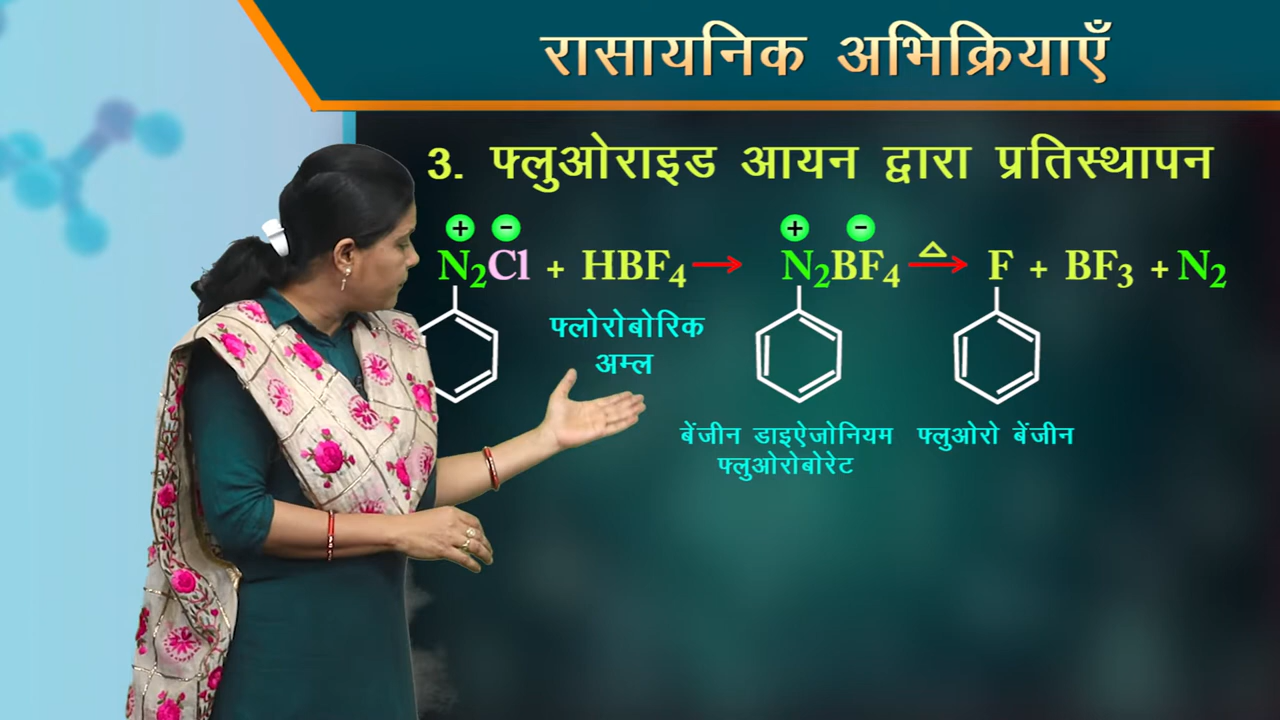 रासायनिक अभिक्रियाएँ
3. फ्लुओराइड आयन द्वारा प्रतिस्थापन
+ − + −
N₂Cl + HBF₄ → N₂BF₄ △→ F + BF₃ + N₂
फ्लोरोबोरिक
अम्ल
बेंजीन डाइऐजोनियम फ्लुओरो बेंजीन
फ्लुओरोबोरेट